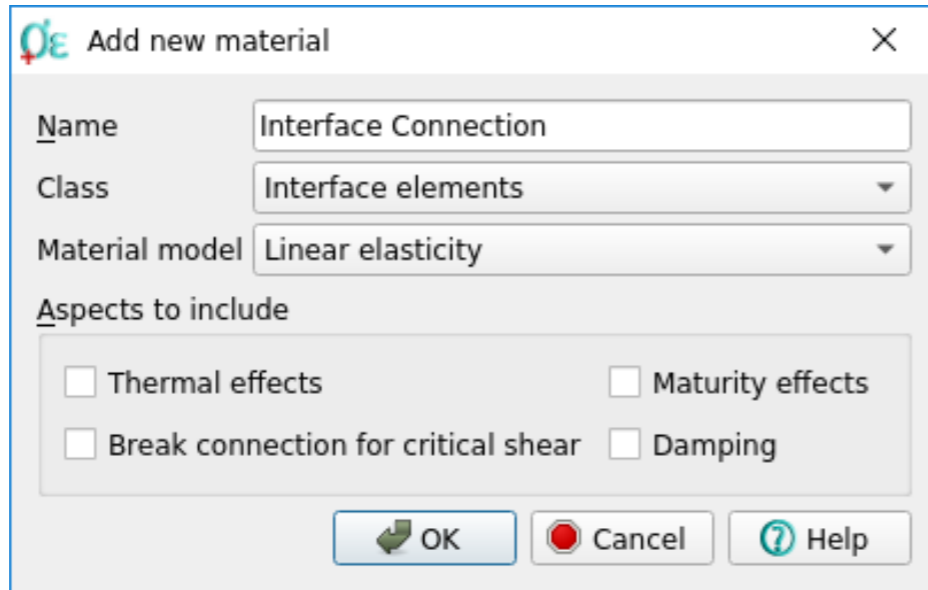 Add new material
Name Interface Connection
Class Interface elements
Material model Linear elasticity
Aspects to include
Thermal effects Maturity effects
Break connection for critical shear Damping
OK Cancel Help